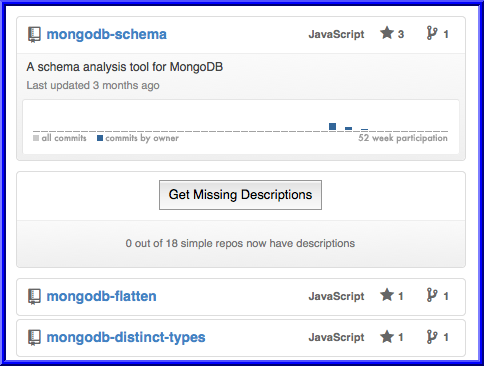 mongodb-schema JavaScript 3 1
A schema analysis tool for MongoDB
Last updated 3 months ago
all commits commits by owner 52 week participation
Get Missing Descriptions
0 out of 18 simple repos now have descriptions
mongodb-flatten JavaScript 1 1
mongodb-distinct-types JavaScript 1 1